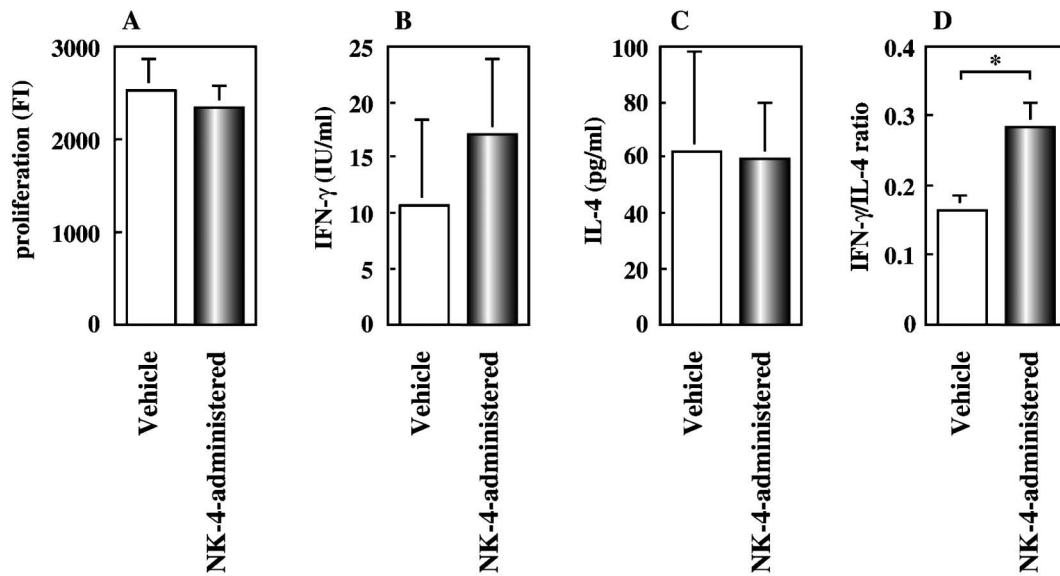 A
proliferation (FI)
3000
2000
1000
0
Vehicle
NK-4-administered
B
IFN-γ (IU/ml)
25
20
15
10
5
0
Vehicle
NK-4-administered
C
IL-4 (pg/ml)
100
80
60
40
20
0
Vehicle
NK-4-administered
D
IFN-γ/IL-4 ratio
0.4
0.3
0.2
0.1
0
*
Vehicle
NK-4-administered